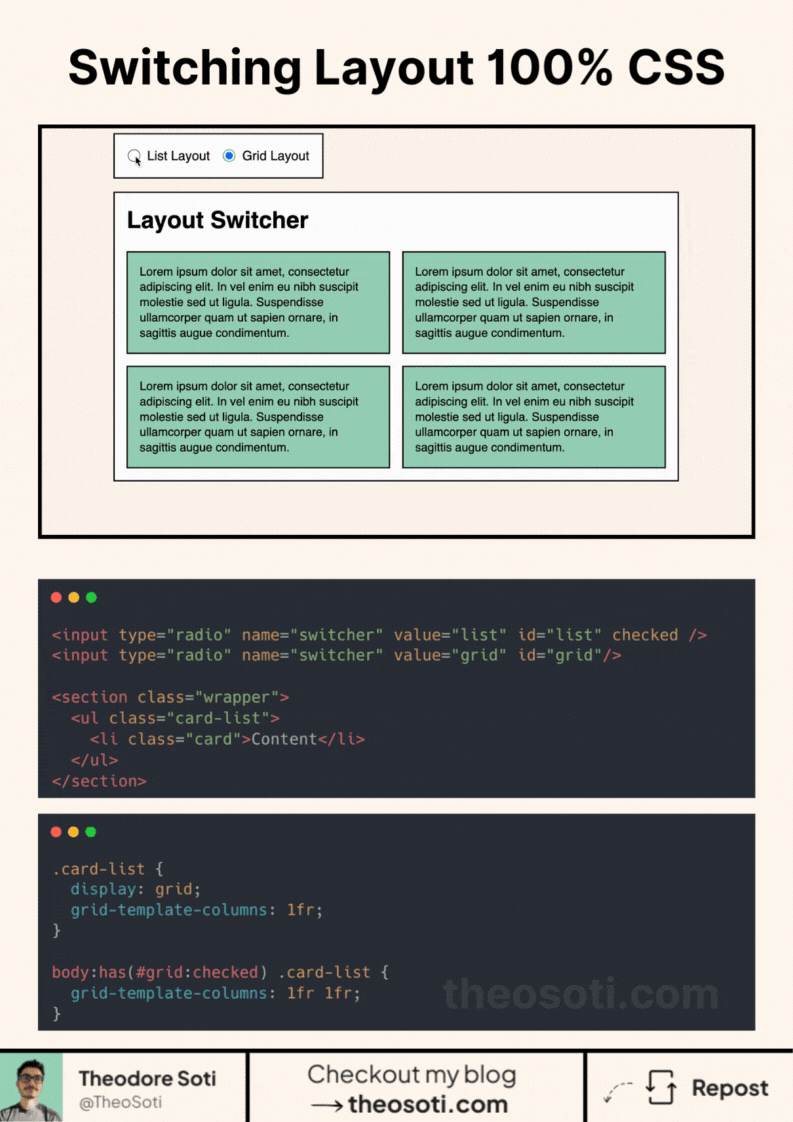 Switching Layout 100% CSS
List Layout Grid Layout
Layout Switcher
Lorem ipsum dolor sit amet, consectetur
adipiscing elit. In vel enim eu nibh suscipit
molestie sed ut ligula. Suspendisse
ullamcorper quam ut sapien ornare, in
sagittis augue condimentum.
Lorem ipsum dolor sit amet, consectetur
adipiscing elit. In vel enim eu nibh suscipit
molestie sed ut ligula. Suspendisse
ullamcorper quam ut sapien ornare, in
sagittis augue condimentum.
Lorem ipsum dolor sit amet, consectetur
adipiscing elit. In vel enim eu nibh suscipit
molestie sed ut ligula. Suspendisse
ullamcorper quam ut sapien ornare, in
sagittis augue condimentum.
Lorem ipsum dolor sit amet, consectetur
adipiscing elit. In vel enim eu nibh suscipit
molestie sed ut ligula. Suspendisse
ullamcorper quam ut sapien ornare, in
sagittis augue condimentum.
<input type="radio" name="switcher" value="list" id="list" checked />
<input type="radio" name="switcher" value="grid" id="grid"/>
<section class="wrapper">
  <ul class="card-list">
    <li class="card">Content</li>
  </ul>
</section>
.card-list {
  display: grid;
  grid-template-columns: 1fr;
}
body:has(#grid:checked) .card-list {
  grid-template-columns: 1fr 1fr;
}
theosoti.com
Theodore Soti
@TheoSoti
Checkout my blog
→ theosoti.com
Repost